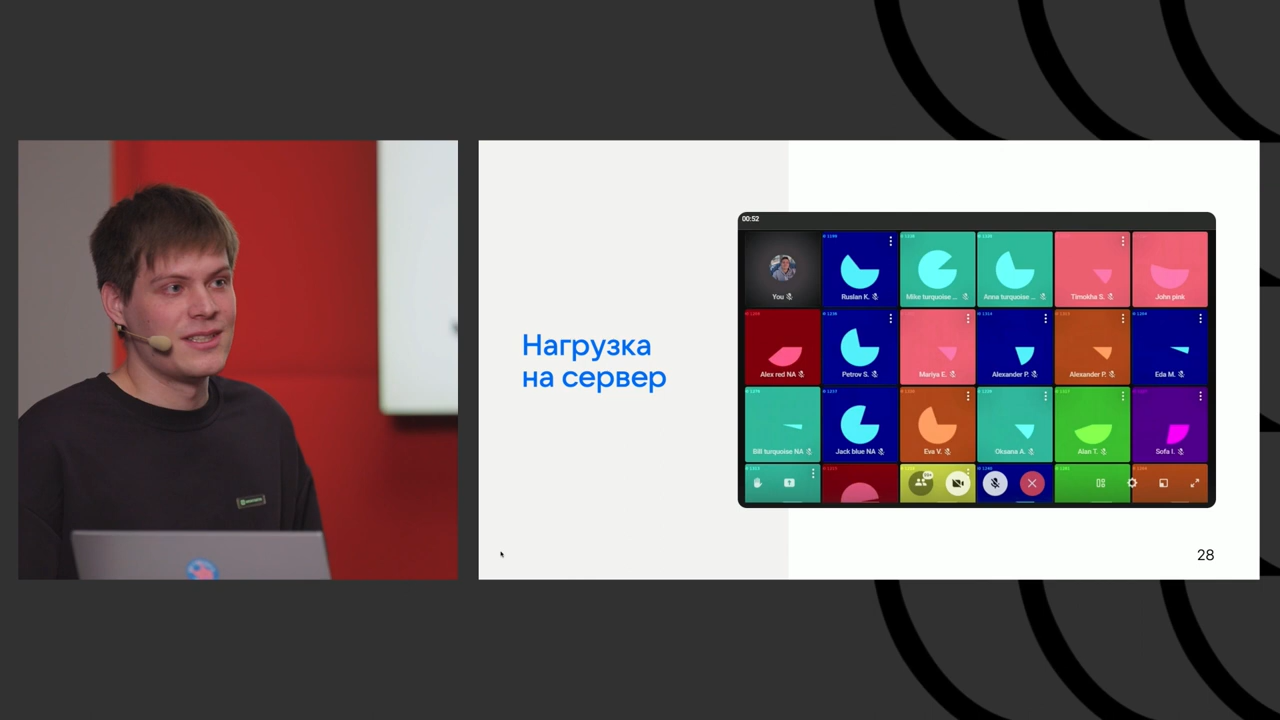 Нагрузка
на сервер
00:52
You
Ruslan K.
Mike turquoise ...
Anna turquoise ...
Timokha S.
John pink
Alex red NA
Petrov S.
Mariya E.
Alexander P.
Alexander P.
Eda M.
Bill turquoise NA
Jack blue NA
Eva V.
Oksana A.
Alan T.
Sofa I.
28